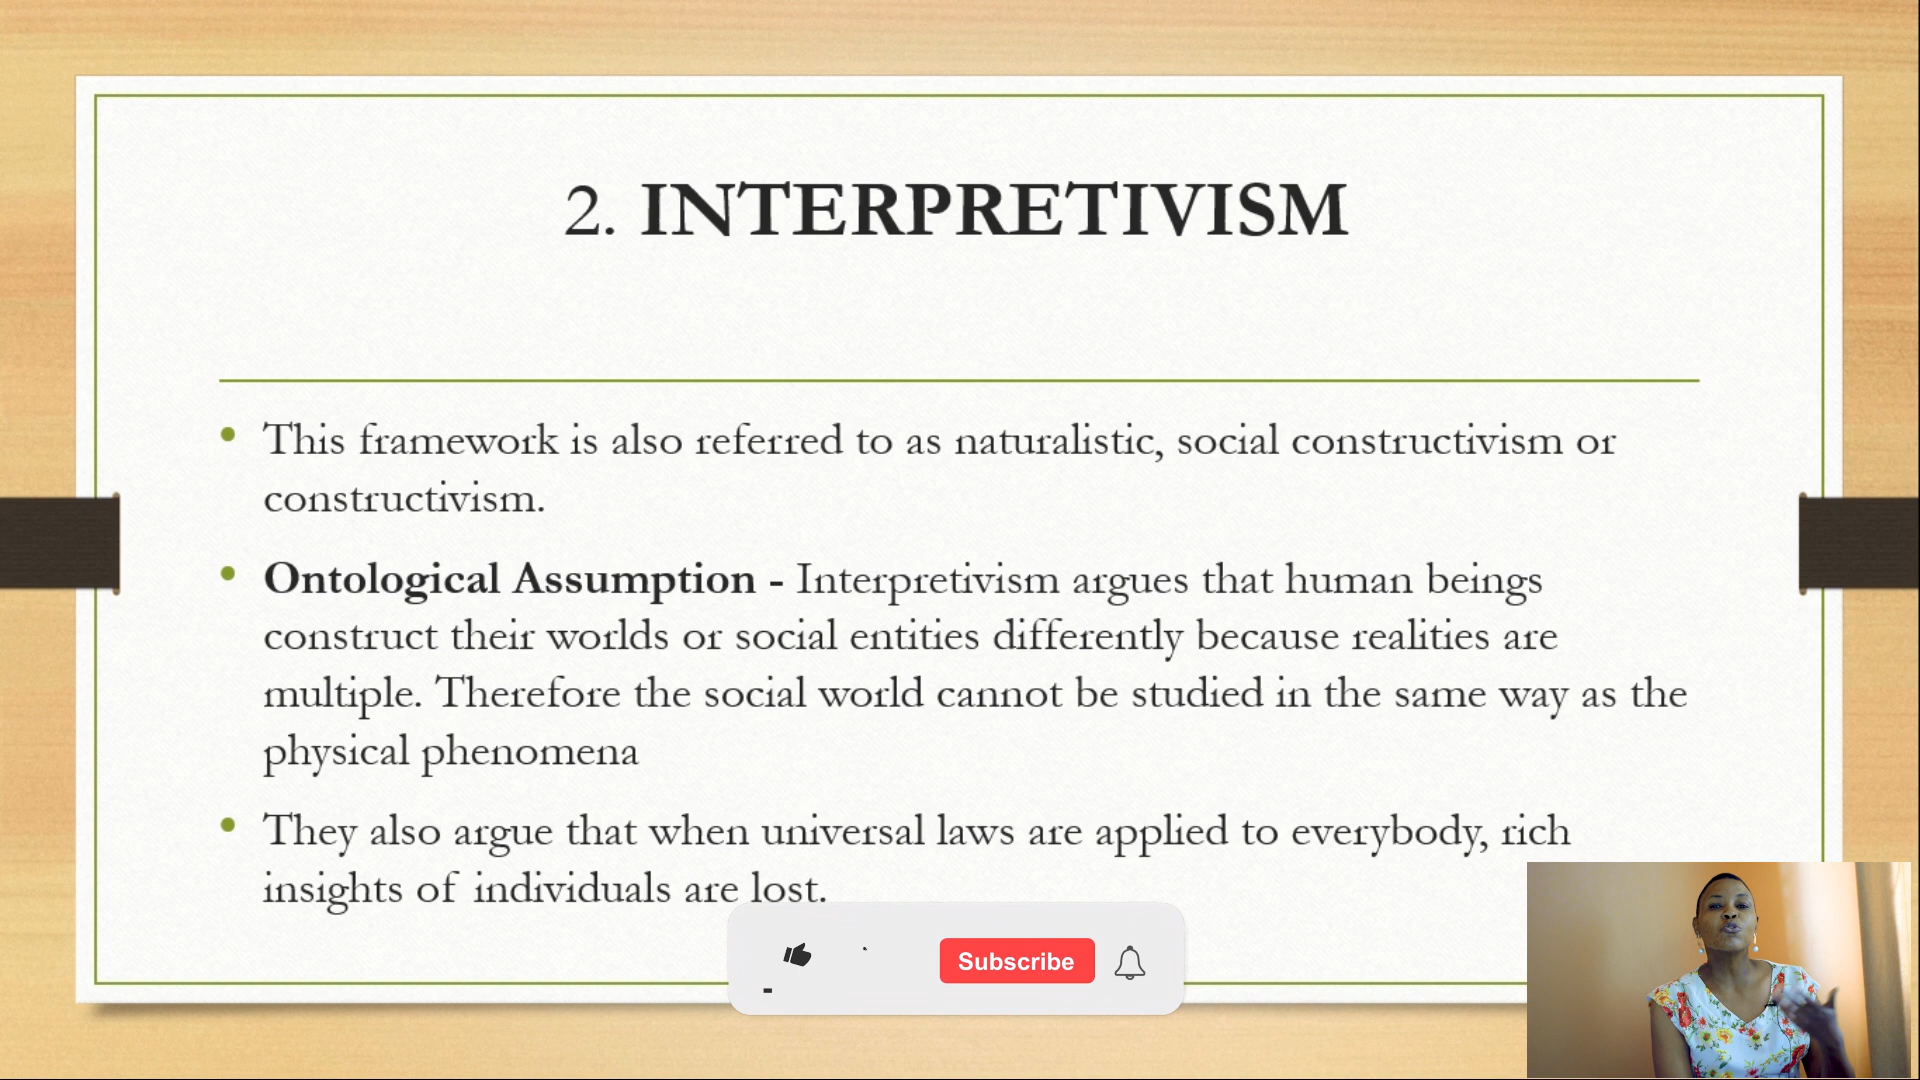 2. INTERPRETIVISM
• This framework is also referred to as naturalistic, social constructivism or
constructivism.
• Ontological Assumption - Interpretivism argues that human beings
construct their worlds or social entities differently because realities are
multiple. Therefore the social world cannot be studied in the same way as the
physical phenomena
• They also argue that when universal laws are applied to everybody, rich
insights of individuals are lost.
Subscribe